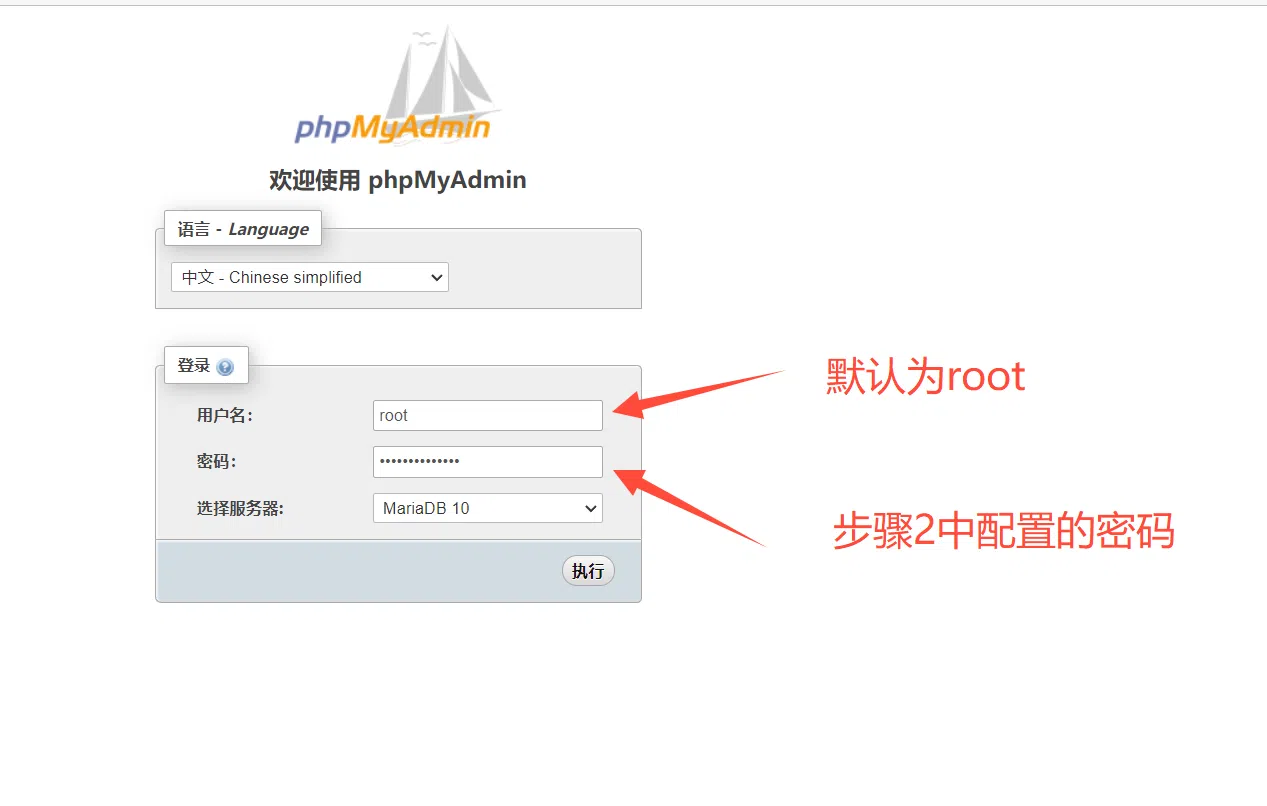 phpMyAdmin
欢迎使用 phpMyAdmin
语言 - Language
中文 - Chinese simplified
登录
用户名:
root
密码:
••••••••••••••
选择服务器:
MariaDB 10
执行
默认为root
步骤2中配置的密码